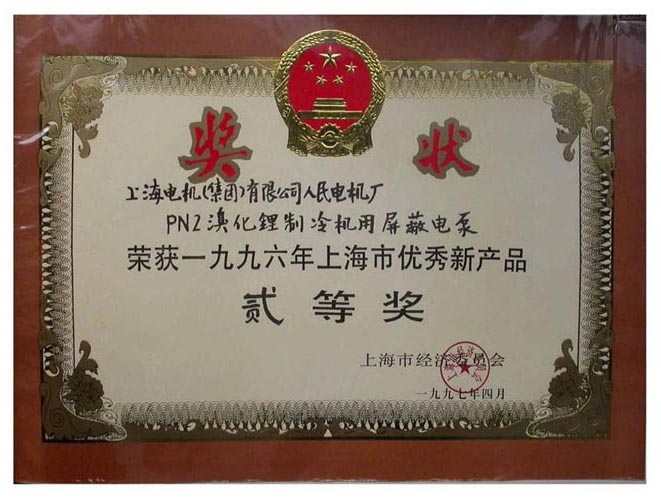 奖状
上海电机(集团)有限公司人民电机厂
PN2溴化锂制冷机用屏蔽电泵
荣获一九九六年上海市优秀新产品
贰等奖
上海市经济委员会
一九九七年四月